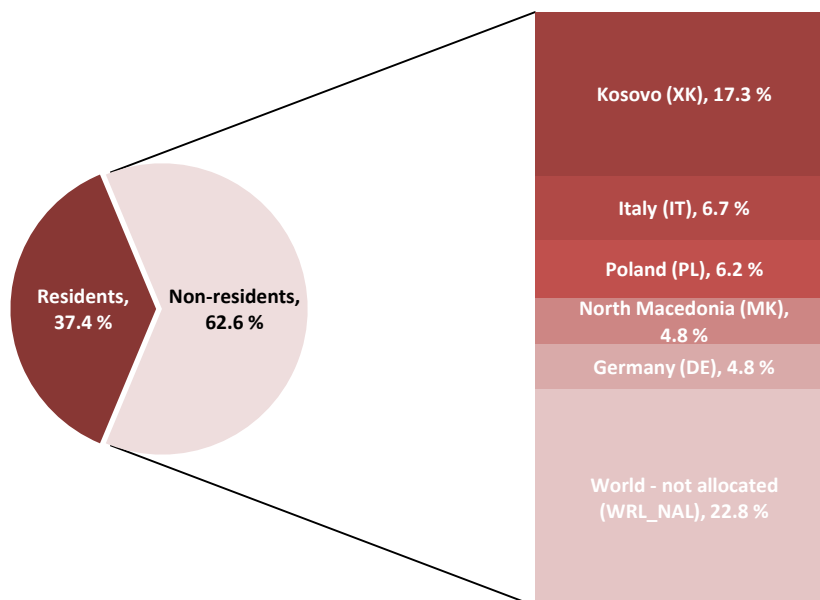 Kosovo (XK), 17.3 %
Italy (IT), 6.7 %
Poland (PL), 6.2 %
North Macedonia (MK),
4.8 %
Germany (DE), 4.8 %
World - not allocated
(WRL_NAL), 22.8 %
Residents,
37.4 %
Non-residents,
62.6 %